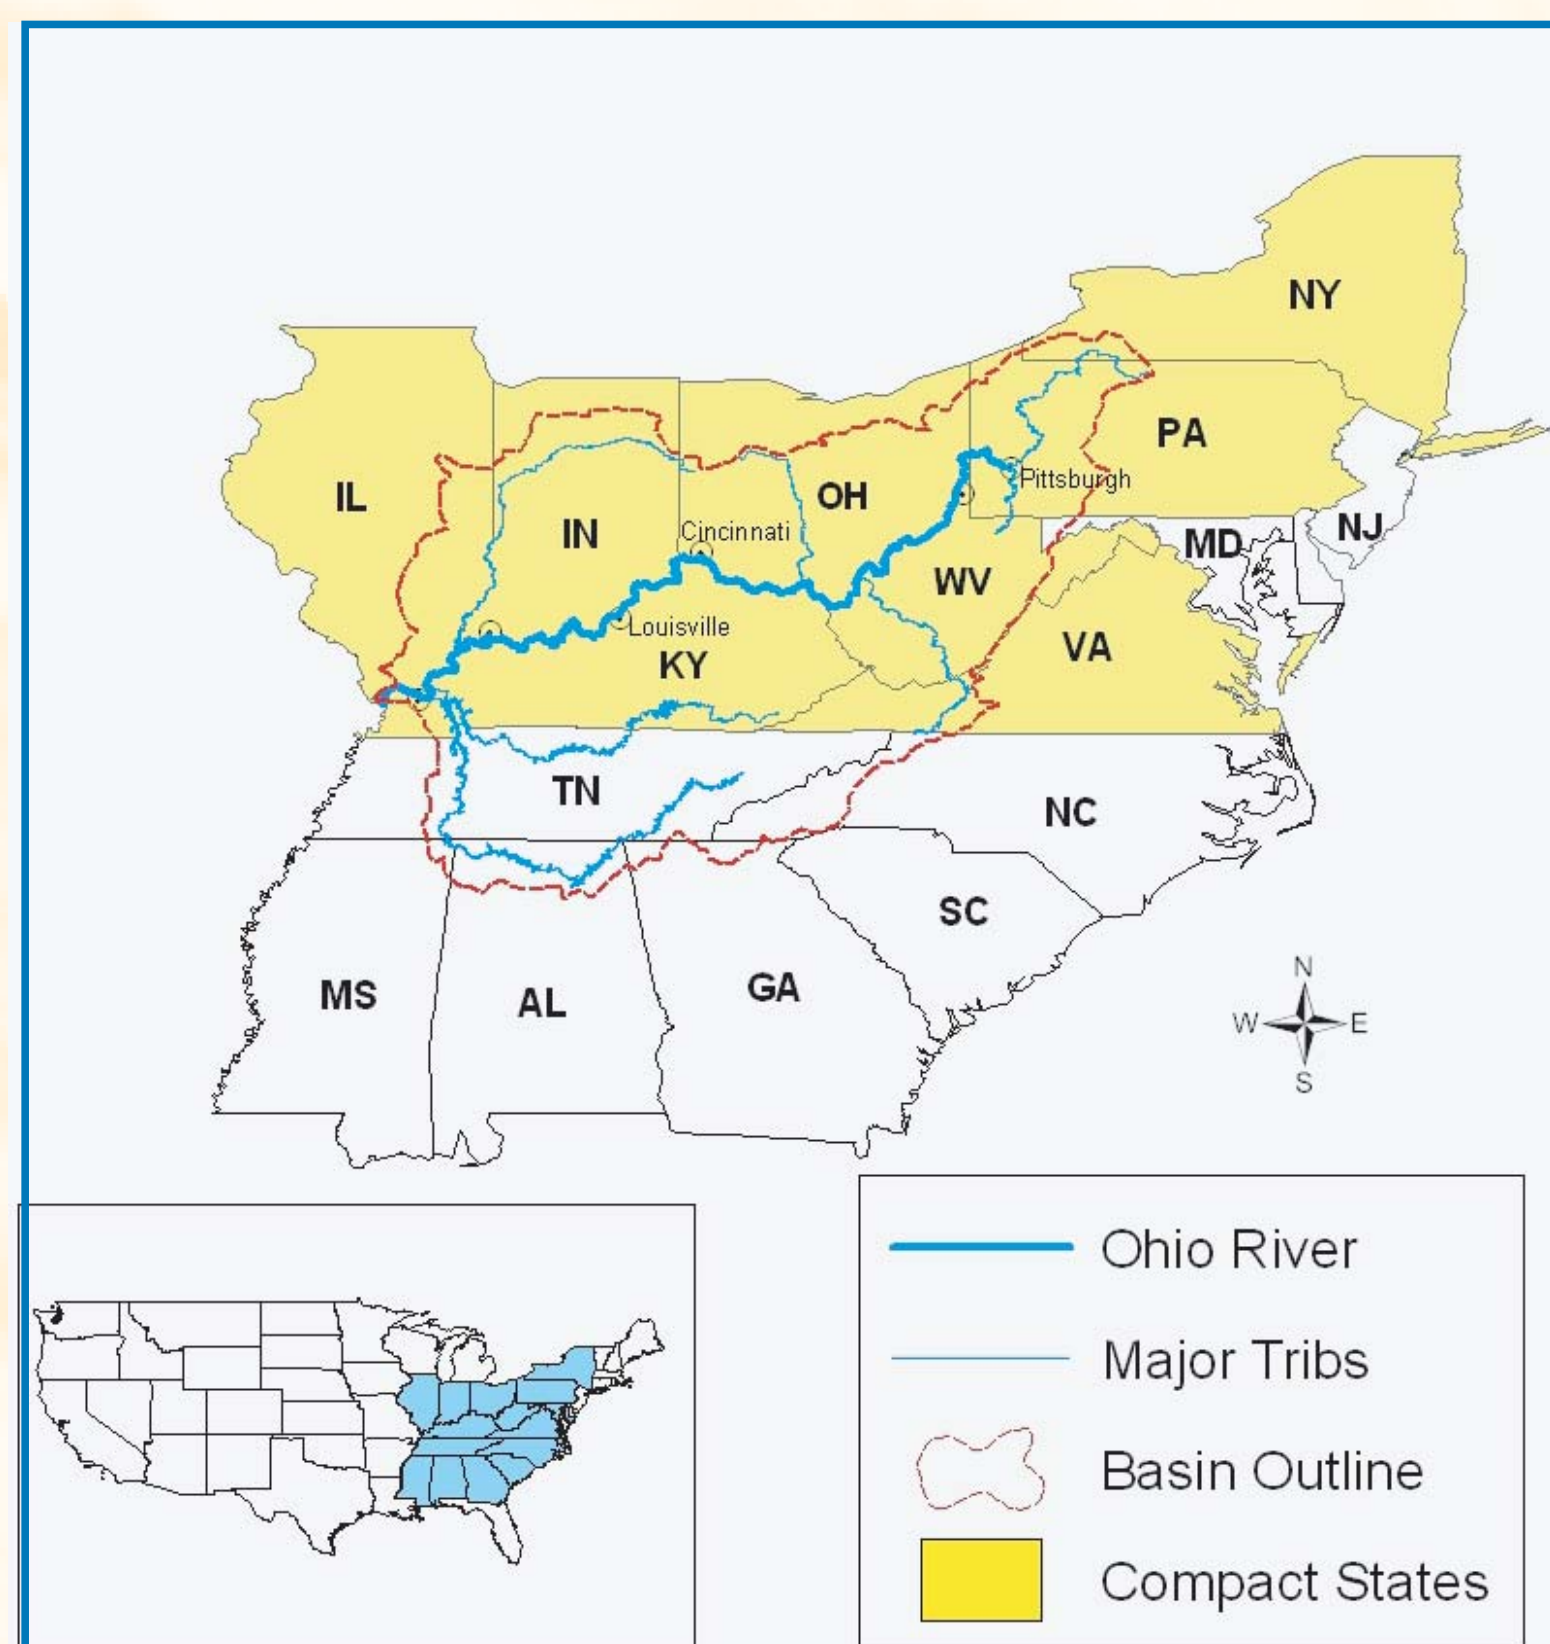 NY
PA
IL
OH
Pittsburgh
IN
Cincinnati
MD
NJ
WV
Louisville
KY
VA
TN
NC
SC
MS
AL
GA
N
W
E
S
Ohio River
Major Tribs
Basin Outline
Compact States